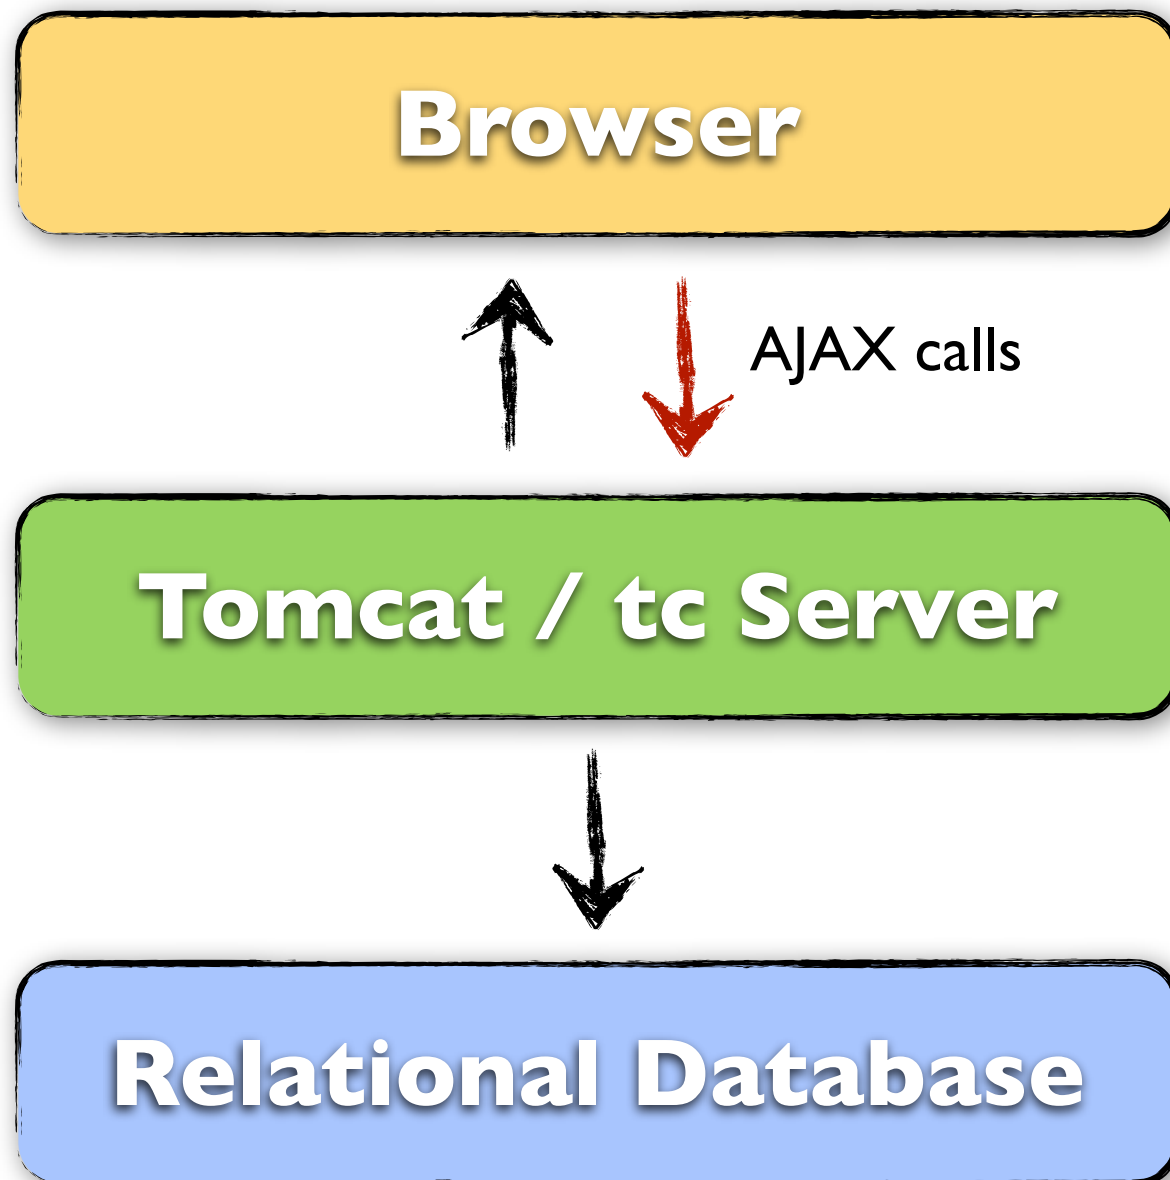 Browser
AJAX calls
Tomcat / tc Server
Relational Database